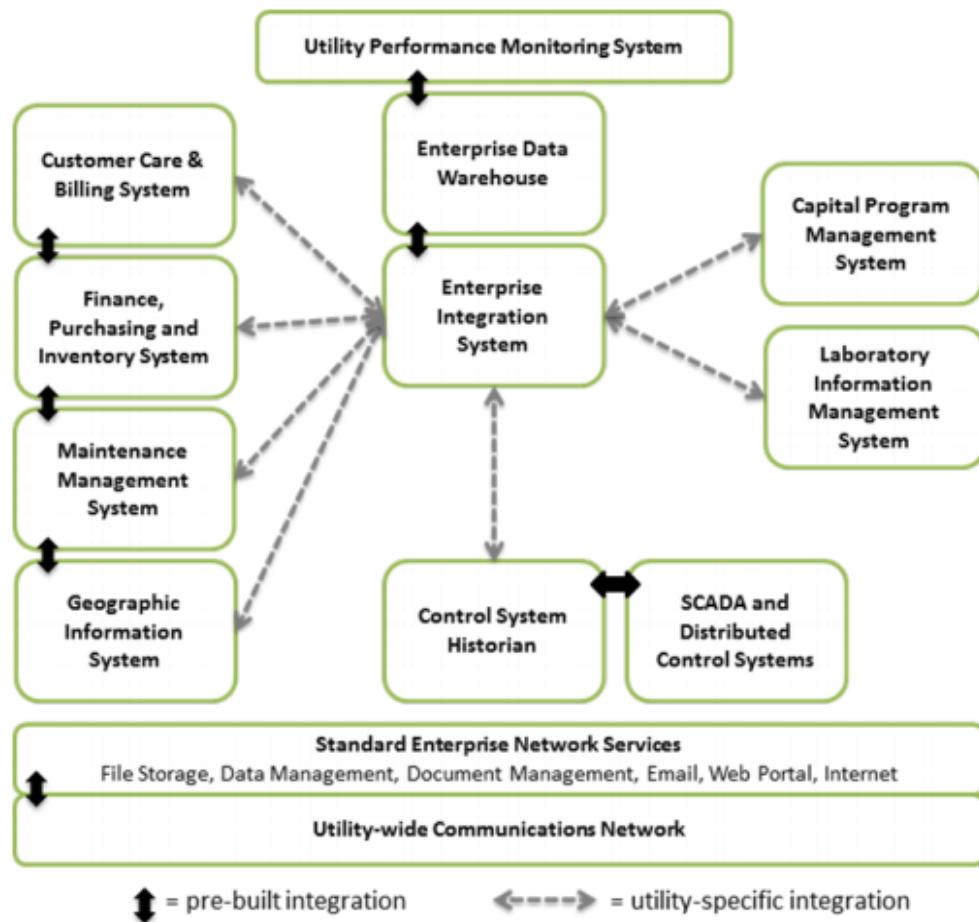 Utility Performance Monitoring System
Customer Care &
Billing System
Enterprise Data
Warehouse
Capital Program
Management
System
Finance,
Purchasing and
Inventory System
Enterprise
Integration
System
Laboratory
Information
Management
System
Maintenance
Management
System
Geographic
Information
System
Control System
Historian
SCADA and
Distributed
Control Systems
Standard Enterprise Network Services
File Storage, Data Management, Document Management, Email, Web Portal, Internet
Utility-wide Communications Network
= pre-built integration
= utility-specific integration